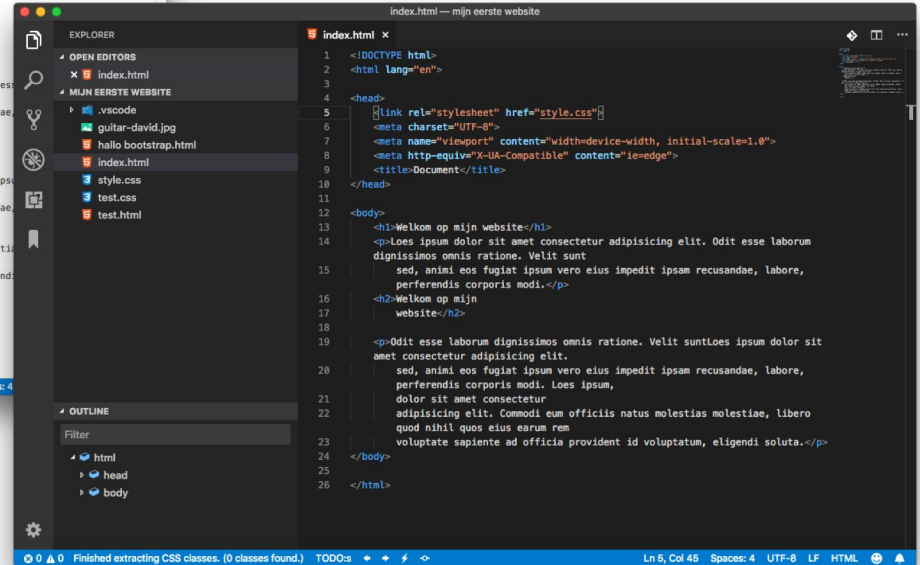 index.html — mijn eerste website
EXPLORER
OPEN EDITORS
index.html
MIJN EERSTE WEBSITE
.vscode
guitar-david.jpg
hallo bootstrap.html
index.html
style.css
test.css
test.html
OUTLINE
Filter
html
head
body
index.html
1 <!DOCTYPE html>
2 <html lang="en">
3
4 <head>
5 <link rel="stylesheet" href="style.css">
6 <meta charset="UTF-8">
7 <meta name="viewport" content="width=device-width, initial-scale=1.0">
8 <meta http-equiv="X-UA-Compatible" content="ie=edge">
9 <title>Document</title>
10 </head>
11
12 <body>
13 <h1>Welkom op mijn website</h1>
14 <p>Loes ipsum dolor sit amet consectetur adipisicing elit. Odit esse laborum
dignissimos omnis ratione. Velit sunt
15 sed, animi eos fugiat ipsum vero eius impedit ipsam recusandae, labore,
perferendis corporis modi.</p>
16 <h2>Welkom op mijn
17 website</h2>
18
19 <p>Odit esse laborum dignissimos omnis ratione. Velit suntLoes ipsum dolor sit
amet consectetur adipisicing elit.
20 sed, animi eos fugiat ipsum vero eius impedit ipsam recusandae, labore,
perferendis corporis modi. Loes ipsum,
21 dolor sit amet consectetur
22 adipisicing elit. Commodi eum officiis natus molestias molestiae, libero
quod nihil quos eius earum rem
23 voluptate sapiente ad officia provident id voluptatum, eligendi soluta.</p>
24 </body>
25
26 </html>
0 0 Finished extracting CSS classes. (0 classes found.) TODO:s
Ln 5, Col 45 Spaces: 4 UTF-8 LF HTML